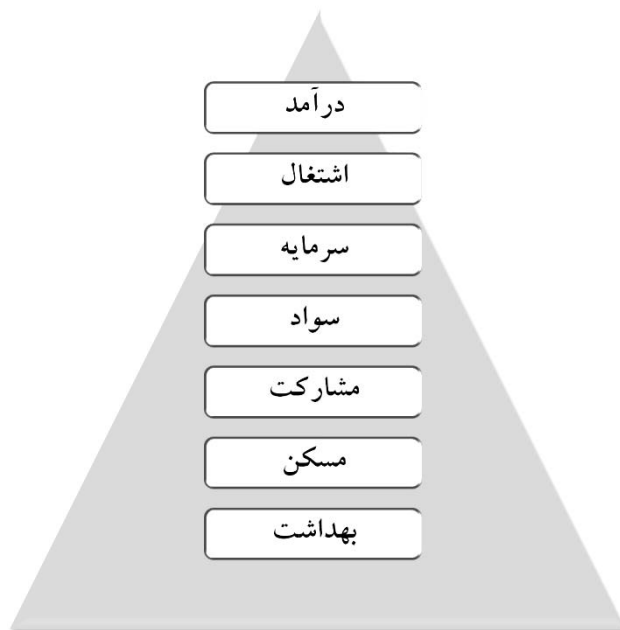 درآمد
اشتغال
سرمایه
سواد
مشارکت
مسکن
بهداشت